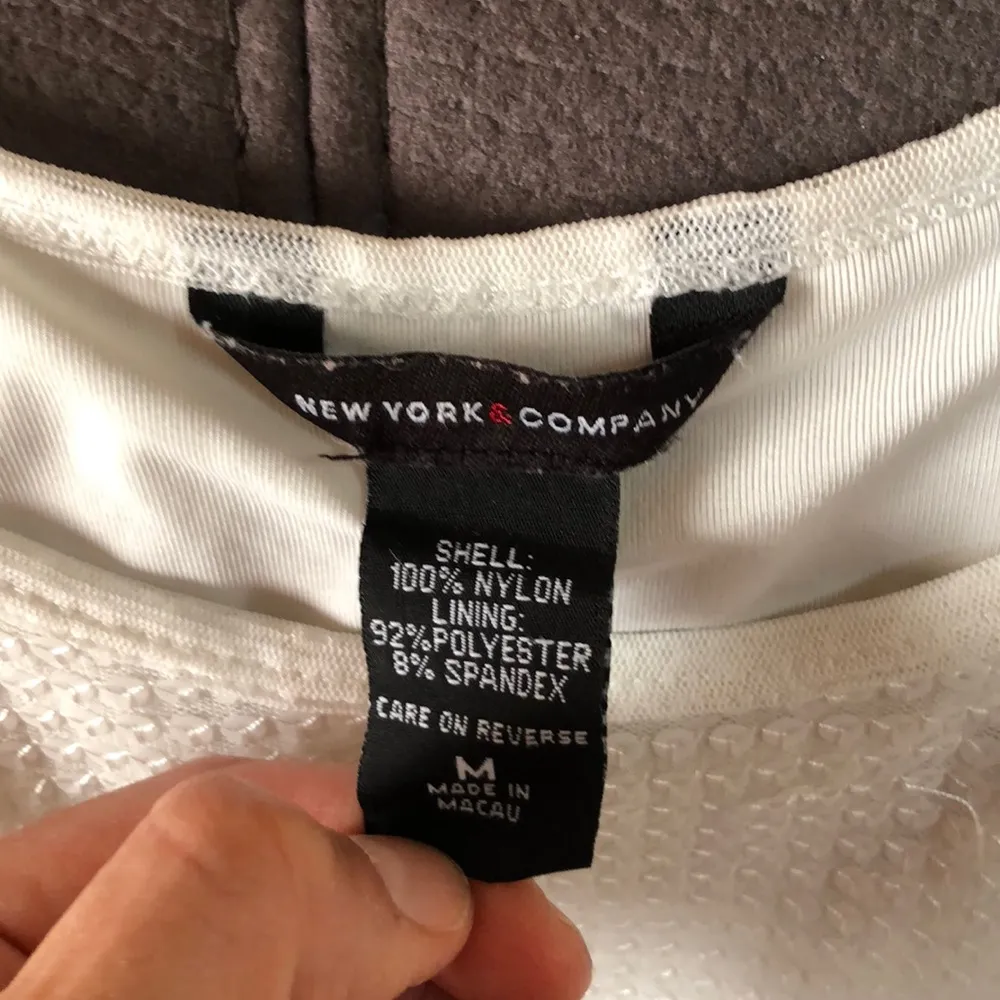 NEW YORK & COMPANY
SHELL:
100% NYLON
LINING:
92%POLYESTER
8% SPANDEX
CARE ON REVERSE
M
MADE IN
MACAU